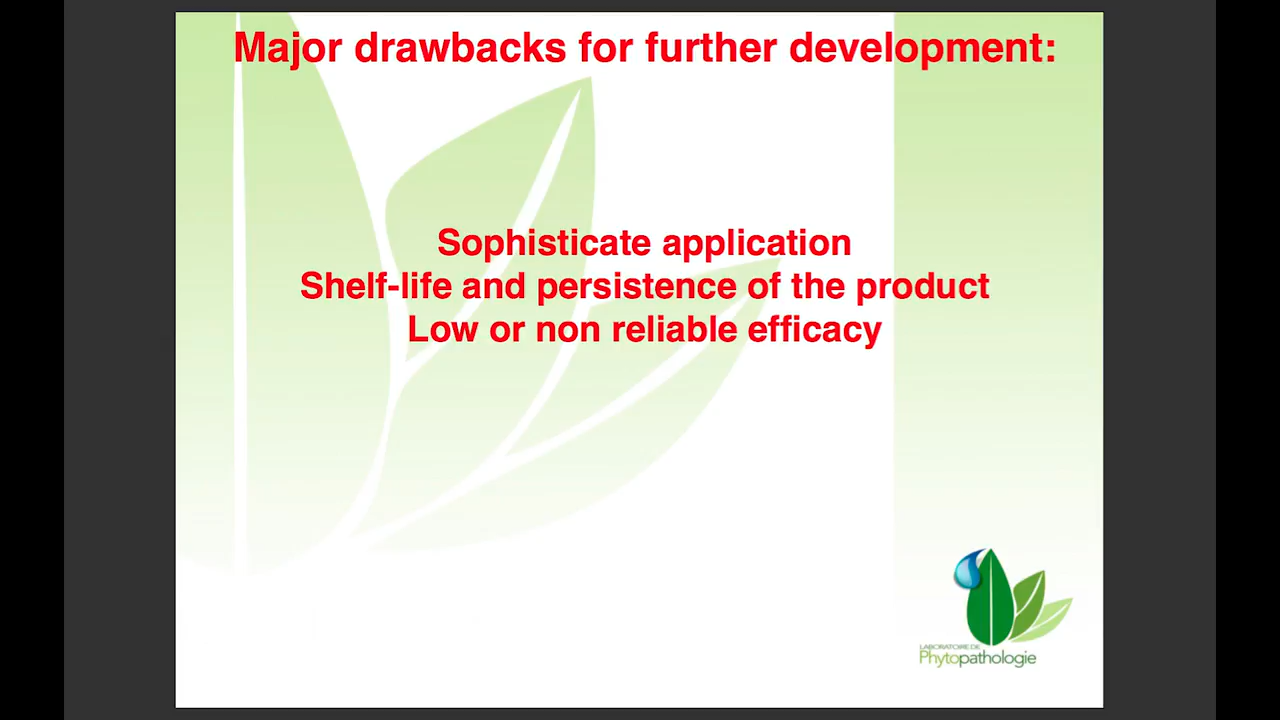 Major drawbacks for further development:
Sophisticate application
Shelf-life and persistence of the product
Low or non reliable efficacy
LABORATOIRE DE
Phytopathologie